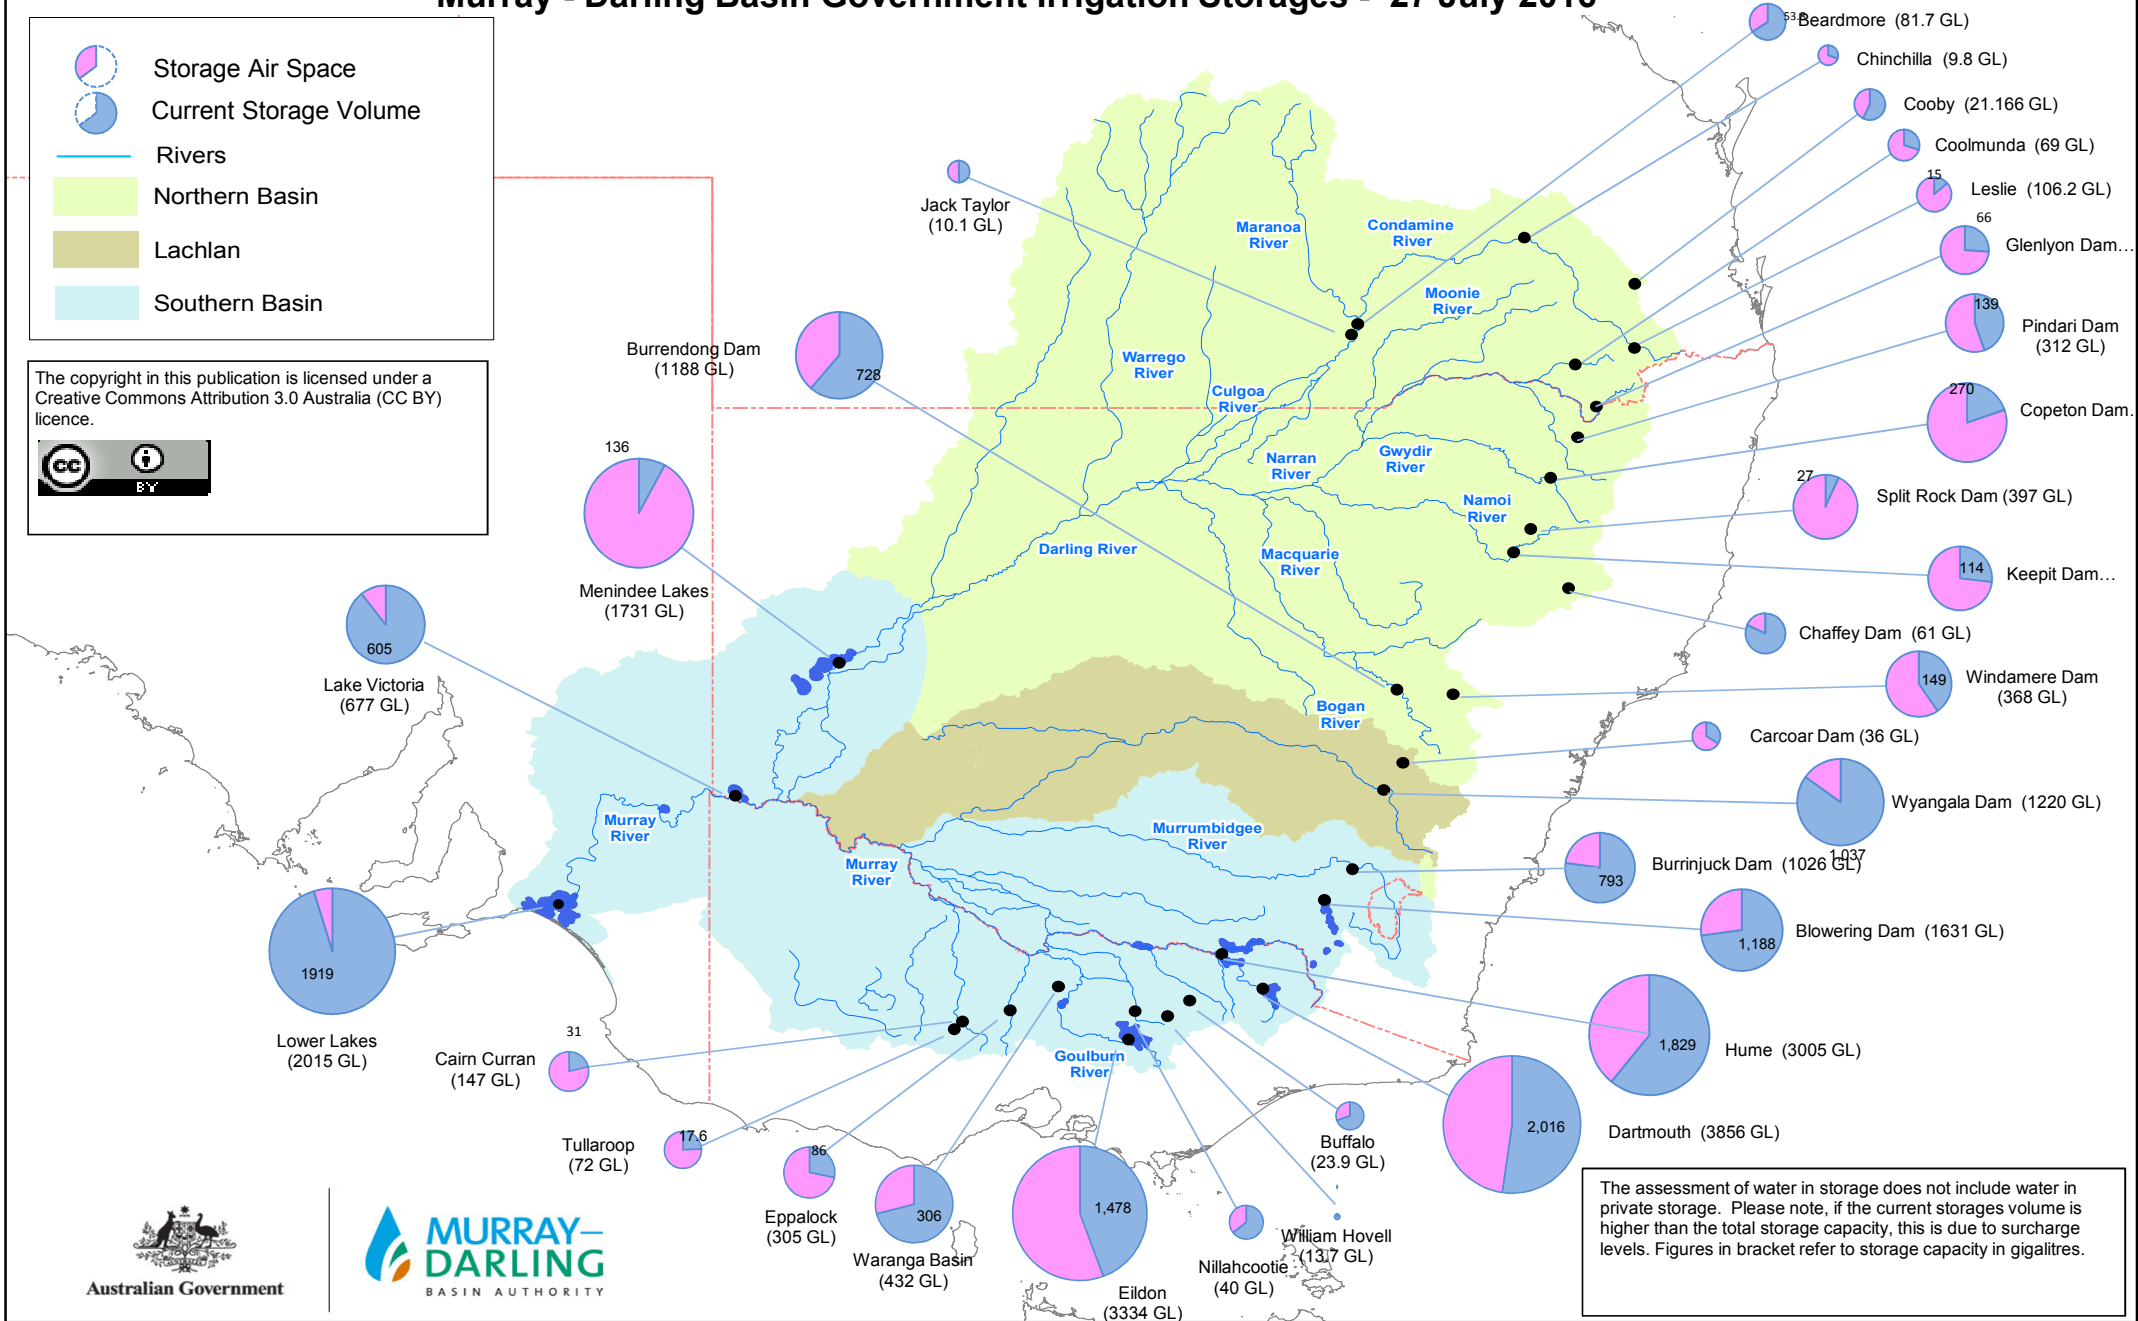 Murray - Darling Basin Government Irrigation Storages - 27 July 2016
Storage Air Space
Current Storage Volume
Rivers
Northern Basin
Lachlan
Southern Basin
The copyright in this publication is licensed under a
Creative Commons Attribution 3.0 Australia (CC BY)
licence.
cc
BY
Beardmore (81.7 GL)
Chinchilla (9.8 GL)
Cooby (21.166 GL)
Coolmunda (69 GL)
15
Leslie (106.2 GL)
66
Glenlyon Dam…
139
Pindari Dam
(312 GL)
270
Copeton Dam…
27
Split Rock Dam (397 GL)
114
Keepit Dam…
Chaffey Dam (61 GL)
149
Windamere Dam
(368 GL)
Carcoar Dam (36 GL)
Wyangala Dam (1220 GL)
1,037
Burrinjuck Dam (1026 GL)
793
Blowering Dam (1631 GL)
1,188
Hume (3005 GL)
1,829
Dartmouth (3856 GL)
2,016
Jack Taylor
(10.1 GL)
Burrendong Dam
(1188 GL)
728
136
Menindee Lakes
(1731 GL)
605
Lake Victoria
(677 GL)
1919
Lower Lakes
(2015 GL)
31
Cairn Curran
(147 GL)
17.6
Tullaroop
(72 GL)
86
Eppalock
(305 GL)
306
Waranga Basin
(432 GL)
1,478
Eildon
(3334 GL)
Nillahcootie
(40 GL)
William Hovell
(13.7 GL)
Buffalo
(23.9 GL)
Maranoa
River
Condamine
River
Moonie
River
Warrego
River
Culgoa
River
Narran
River
Gwydir
River
Namoi
River
Darling River
Macquarie
River
Bogan
River
Murrumbidgee
River
Murray
River
Murray
River
Goulburn
River
Australian Government
MURRAY–
DARLING
BASIN AUTHORITY
The assessment of water in storage does not include water in
private storage. Please note, if the current storages volume is
higher than the total storage capacity, this is due to surcharge
levels. Figures in bracket refer to storage capacity in gigalitres.